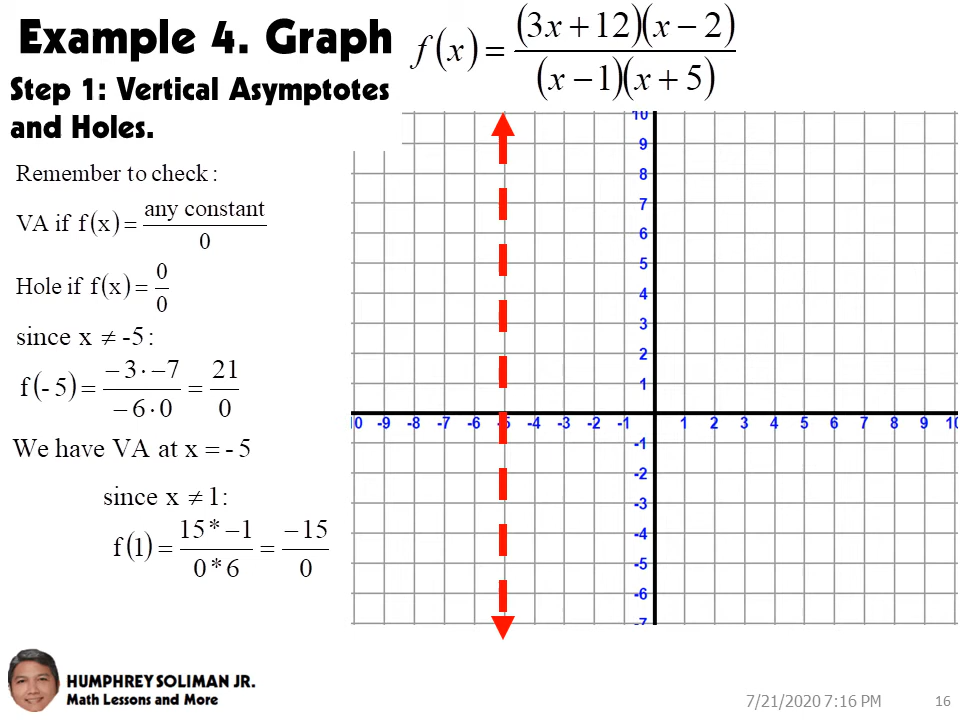 Example 4. Graph
f(x) = (3x + 12)(x − 2) / (x − 1)(x + 5)
Step 1: Vertical Asymptotes
and Holes.
Remember to check :
VA if f(x) = any constant / 0
Hole if f(x) = 0 / 0
since x ≠ -5 :
f(- 5) = − 3 · − 7 / − 6 · 0 = 21 / 0
We have VA at x = - 5
since x ≠ 1:
f(1) = 15 * −1 / 0 * 6 = −15 / 0
10
9
8
7
6
5
4
3
2
1
-9 -8 -7 -6 -5 -4 -3 -2 -1 1 2 3 4 5 6 7 8 9 10
-1
-2
-3
-4
-5
-6
-7
HUMPHREY SOLIMAN JR.
Math Lessons and More
7/21/2020 7:16 PM
16